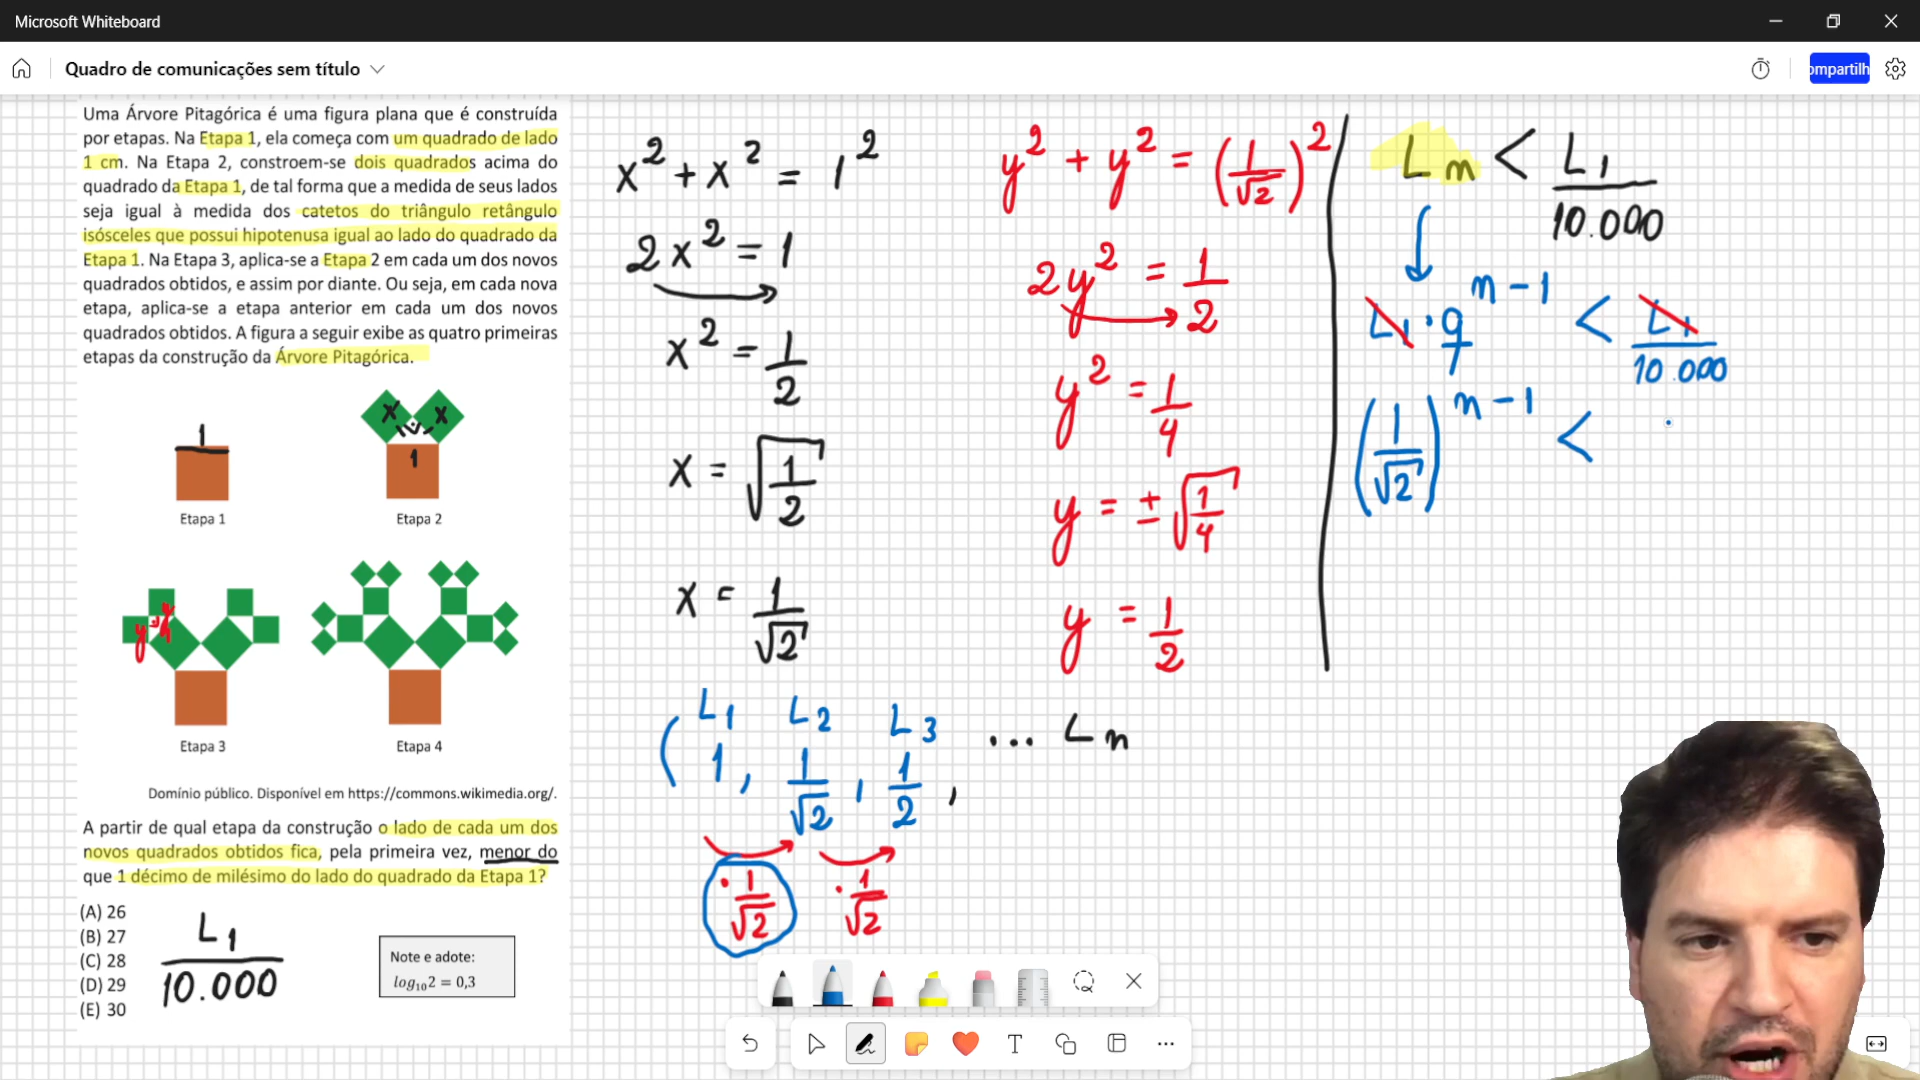 Microsoft Whiteboard
Quadro de comunicações sem título
ompartilh
Uma Árvore Pitagórica é uma figura plana que é construída
por etapas. Na Etapa 1, ela começa com um quadrado de lado
1 cm. Na Etapa 2, constroem-se dois quadrados acima do
quadrado da Etapa 1, de tal forma que a medida de seus lados
seja igual à medida dos catetos do triângulo retângulo
isósceles que possui hipotenusa igual ao lado do quadrado da
Etapa 1. Na Etapa 3, aplica-se a Etapa 2 em cada um dos novos
quadrados obtidos, e assim por diante. Ou seja, em cada nova
etapa, aplica-se a etapa anterior em cada um dos novos
quadrados obtidos. A figura a seguir exibe as quatro primeiras
etapas da construção da Árvore Pitagórica.
1
x x
1
Etapa 1 Etapa 2
y y
Etapa 3 Etapa 4
Domínio público. Disponível em https://commons.wikimedia.org/.
A partir de qual etapa da construção o lado de cada um dos
novos quadrados obtidos fica, pela primeira vez, menor do
que 1 décimo de milésimo do lado do quadrado da Etapa 1?
(A) 26
(B) 27
(C) 28
(D) 29
(E) 30
L₁/10.000
Note e adote:
log₁₀2 = 0,3
x² + x² = 1²
2x² = 1
x² = 1/2
x = √(1/2)
x = 1/√2
y² + y² = (1/√2)²
2y² = 1/2
y² = 1/4
y = ±√(1/4)
y = 1/2
L₁ L₂ L₃ ... Lₙ
(1, 1/√2, 1/2,
·1/√2 ·1/√2
Lₙ < L₁/10.000
L₁·qⁿ⁻¹ < L₁/10.000
(1/√2)ⁿ⁻¹ <